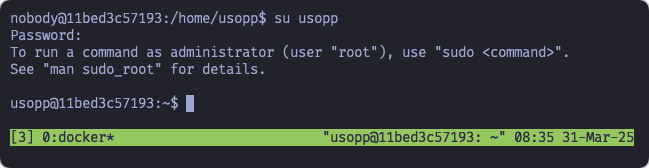 nobody@11bed3c57193:/home/usopp$ su usopp
Password:
To run a command as administrator (user "root"), use "sudo <command>".
See "man sudo_root" for details.
usopp@11bed3c57193:~$
[3] 0:docker* "usopp@11bed3c57193: ~" 08:35 31-Mar-25